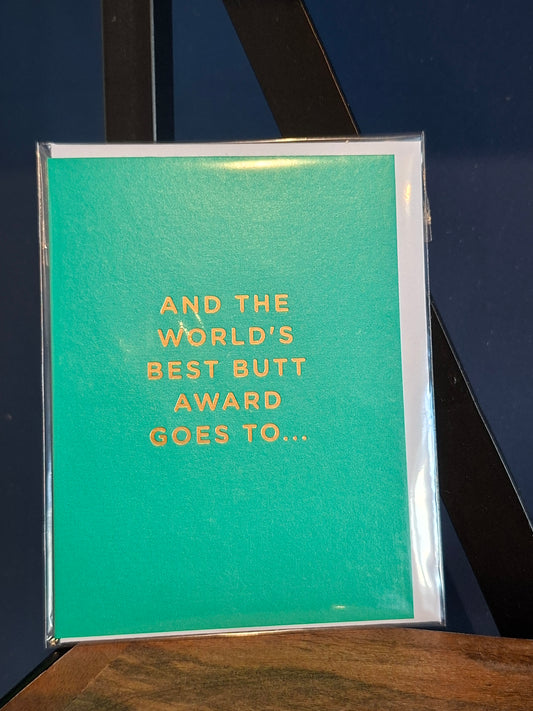 AND THE
WORLD'S
BEST BUTT
AWARD
GOES TO...